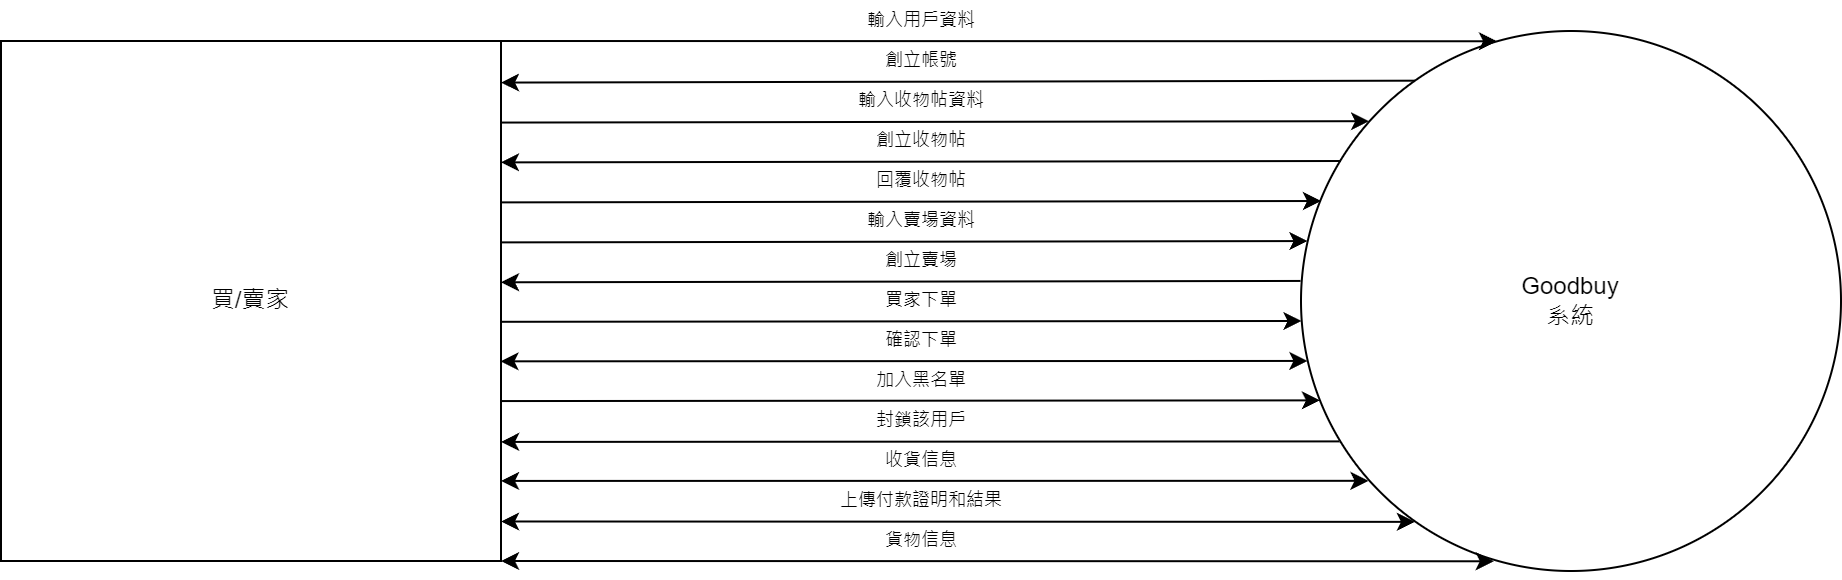 輸入用戶資料
創立帳號
輸入收物帖資料
創立收物帖
回覆收物帖
輸入賣場資料
創立賣場
買家下單
確認下單
加入黑名單
封鎖該用戶
收貨信息
上傳付款證明和結果
貨物信息
買/賣家
Goodbuy
系統